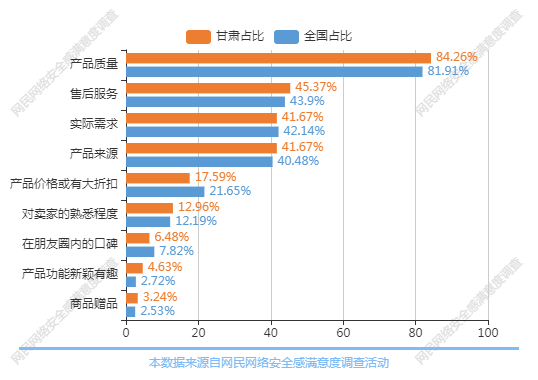 甘肃占比 全国占比
产品质量 84.26%
81.91%
售后服务 45.37%
43.9%
实际需求 41.67%
42.14%
产品来源 41.67%
40.48%
产品价格或有大折扣 17.59%
21.65%
对卖家的熟悉程度 12.96%
12.19%
在朋友圈内的口碑 6.48%
7.82%
产品功能新颖有趣 4.63%
2.72%
商品赠品 3.24%
2.53%
0 20 40 60 80 100
本数据来源自网民网络安全感满意度调查活动
网民网络安全感满意度调查
网民网络安全感满意度调查
网民网络安全感满意度调查
网民网络安全感满意度调查